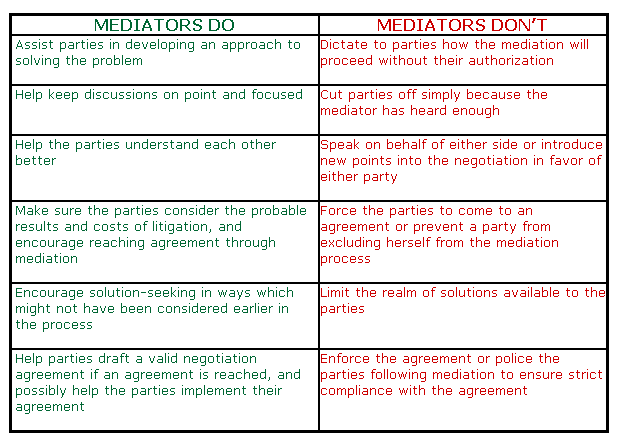 MEDIATORS DO
MEDIATORS DON'T
Assist parties in developing an approach to
solving the problem
Dictate to parties how the mediation will
proceed without their authorization
Help keep discussions on point and focused
Cut parties off simply because the
mediator has heard enough
Help the parties understand each other
better
Speak on behalf of either side or introduce
new points into the negotiation in favor of
either party
Make sure the parties consider the probable
results and costs of litigation, and
encourage reaching agreement through
mediation
Force the parties to come to an
agreement or prevent a party from
excluding herself from the mediation
process
Encourage solution-seeking in ways which
might not have been considered earlier in
the process
Limit the realm of solutions available to the
parties
Help parties draft a valid negotiation
agreement if an agreement is reached, and
possibly help the parties implement their
agreement
Enforce the agreement or police the
parties following mediation to ensure strict
compliance with the agreement